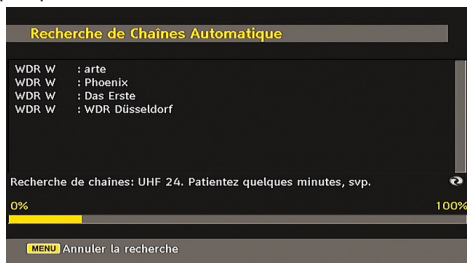 Recherche de Chaînes Automatique
WDR W : arte
WDR W : Phoenix
WDR W : Das Erste
WDR W : WDR Düsseldorf
Recherche de chaînes: UHF 24. Patientez quelques minutes, svp.
0% 100%
MENU Annuler la recherche